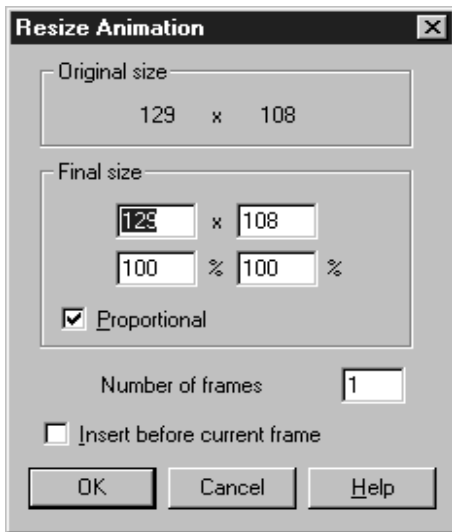 Resize Animation
Original size
129 x 108
Final size
129 x 108
100 % 100 %
Proportional
Number of frames 1
Insert before current frame
OK Cancel Help